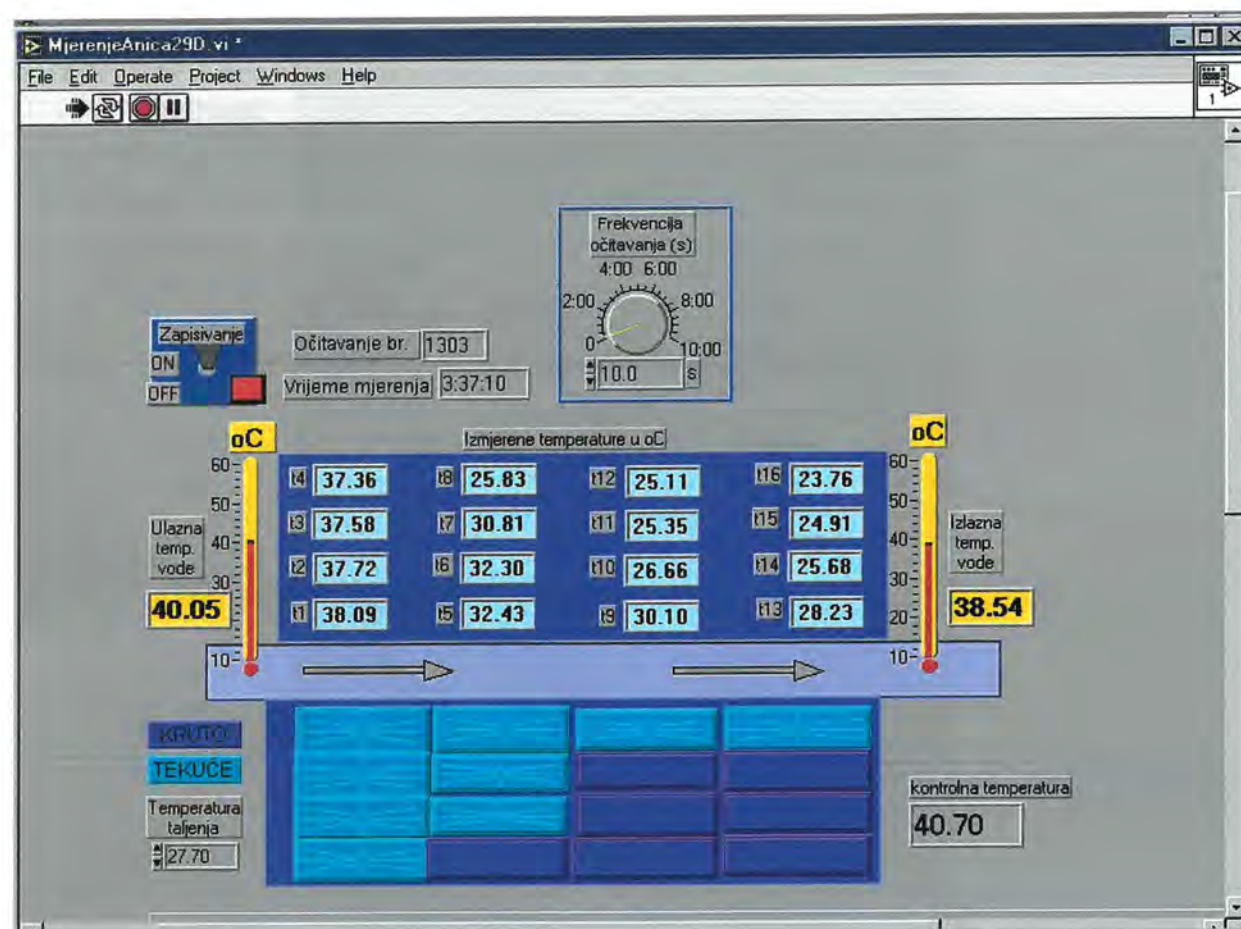 MjerenjeAnica29D.vi *
File Edit Operate Project Windows Help
1
Frekvencija
očitavanja (s)
4:00 6:00
2:00 8:00
0 10:00
10.0 s
Zapisivanje
ON
OFF
Očitavanje br. 1303
Vrijeme mjerenja 3:37:10
oC Izmjerene temperature u oC oC
60 t4 37.36 t8 25.83 t12 25.11 t16 23.76 60
50 t3 37.58 t7 30.81 t11 25.35 t15 24.91 50
Ulazna
temp.
vode
40 t2 37.72 t6 32.30 t10 26.66 t14 25.68 40
Izlazna
temp.
vode
30 30
40.05 t1 38.09 t5 32.43 t9 30.10 t13 28.23 20 38.54
10 10
KRUTO
TEKUĆE
Temperatura
taljenja
27.70
kontrolna temperatura
40.70